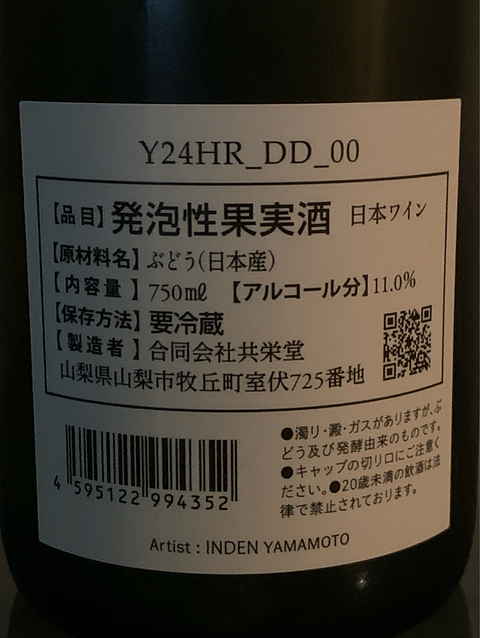 Y24HR_DD_00
【品目】発泡性果実酒 日本ワイン
【原材料名】ぶどう(日本産)
【内容量】750㎖ 【アルコール分】11.0%
【保存方法】要冷蔵
【製造者】合同会社共栄堂
山梨県山梨市牧丘町室伏725番地
●濁り・澱・ガスがありますが、ぶ
どう及び発酵由来のものです。
●キャップの切り口にご注意く
ださい。●20歳未満の飲酒は法
律で禁止されております。
4 595122 994352
Artist : INDEN YAMAMOTO